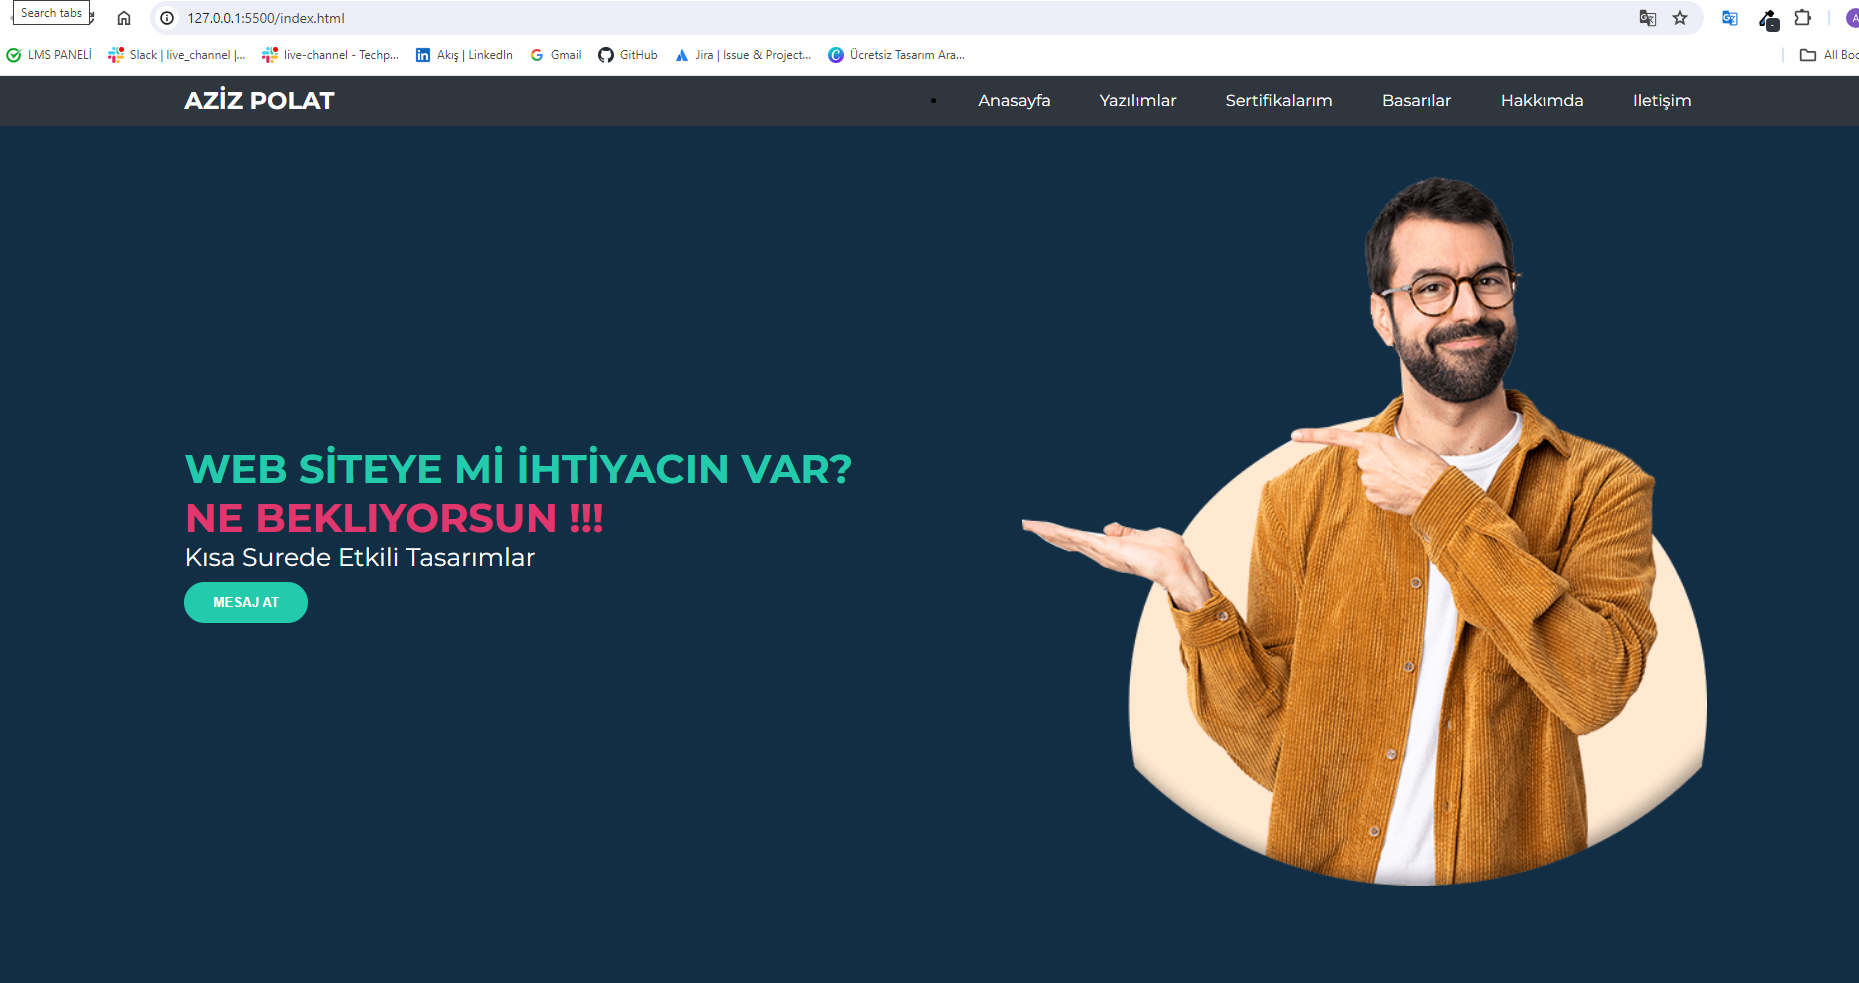 Search tabs
127.0.0.1:5500/index.html
LMS PANELİ Slack | live_channel |... live-channel - Techp... Akış | LinkedIn Gmail GitHub Jira | Issue & Project... Ücretsiz Tasarım Ara... All Boo
AZİZ POLAT Anasayfa Yazılımlar Sertifikalarım Basarılar Hakkımda Iletişim
WEB SİTEYE Mİ İHTİYACIN VAR?
NE BEKLIYORSUN !!!
Kısa Surede Etkili Tasarımlar
MESAJ AT